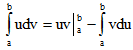 ∫ₐᵇ udv = uv|ₐᵇ − ∫ₐᵇ vdu